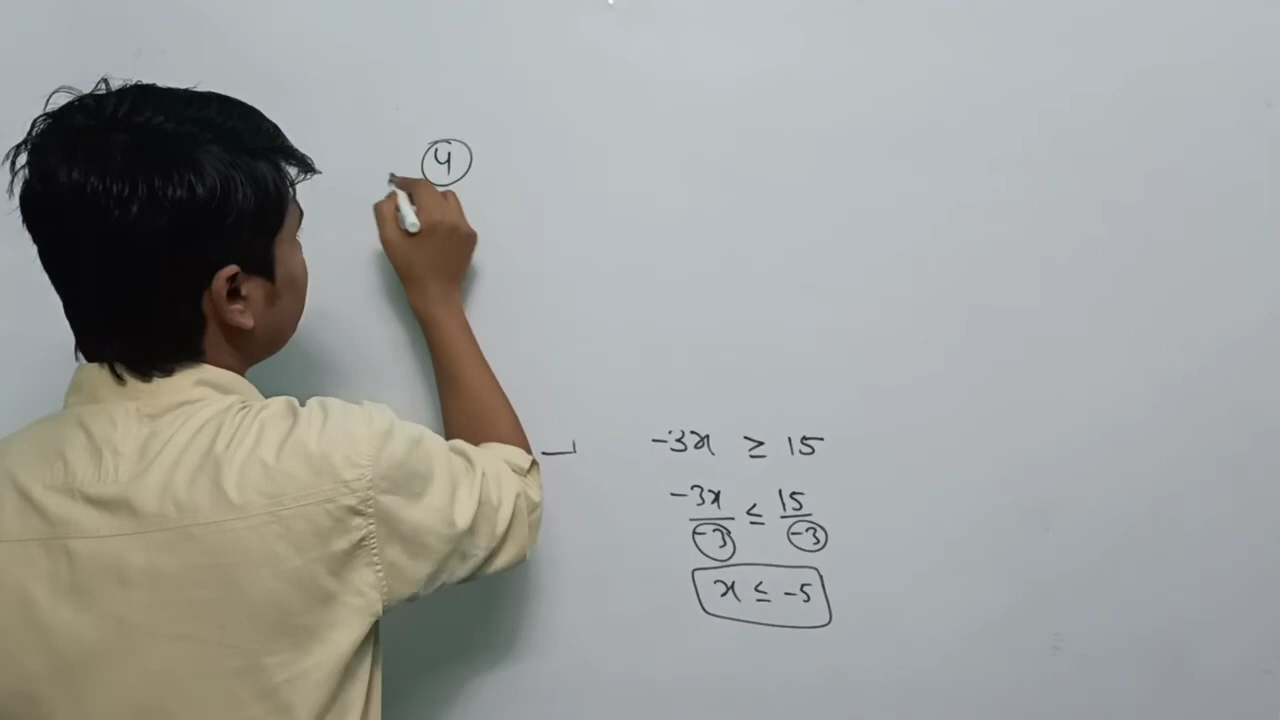 4
-3x ≥ 15
-3x/-3 ≤ 15/-3
x ≤ -5